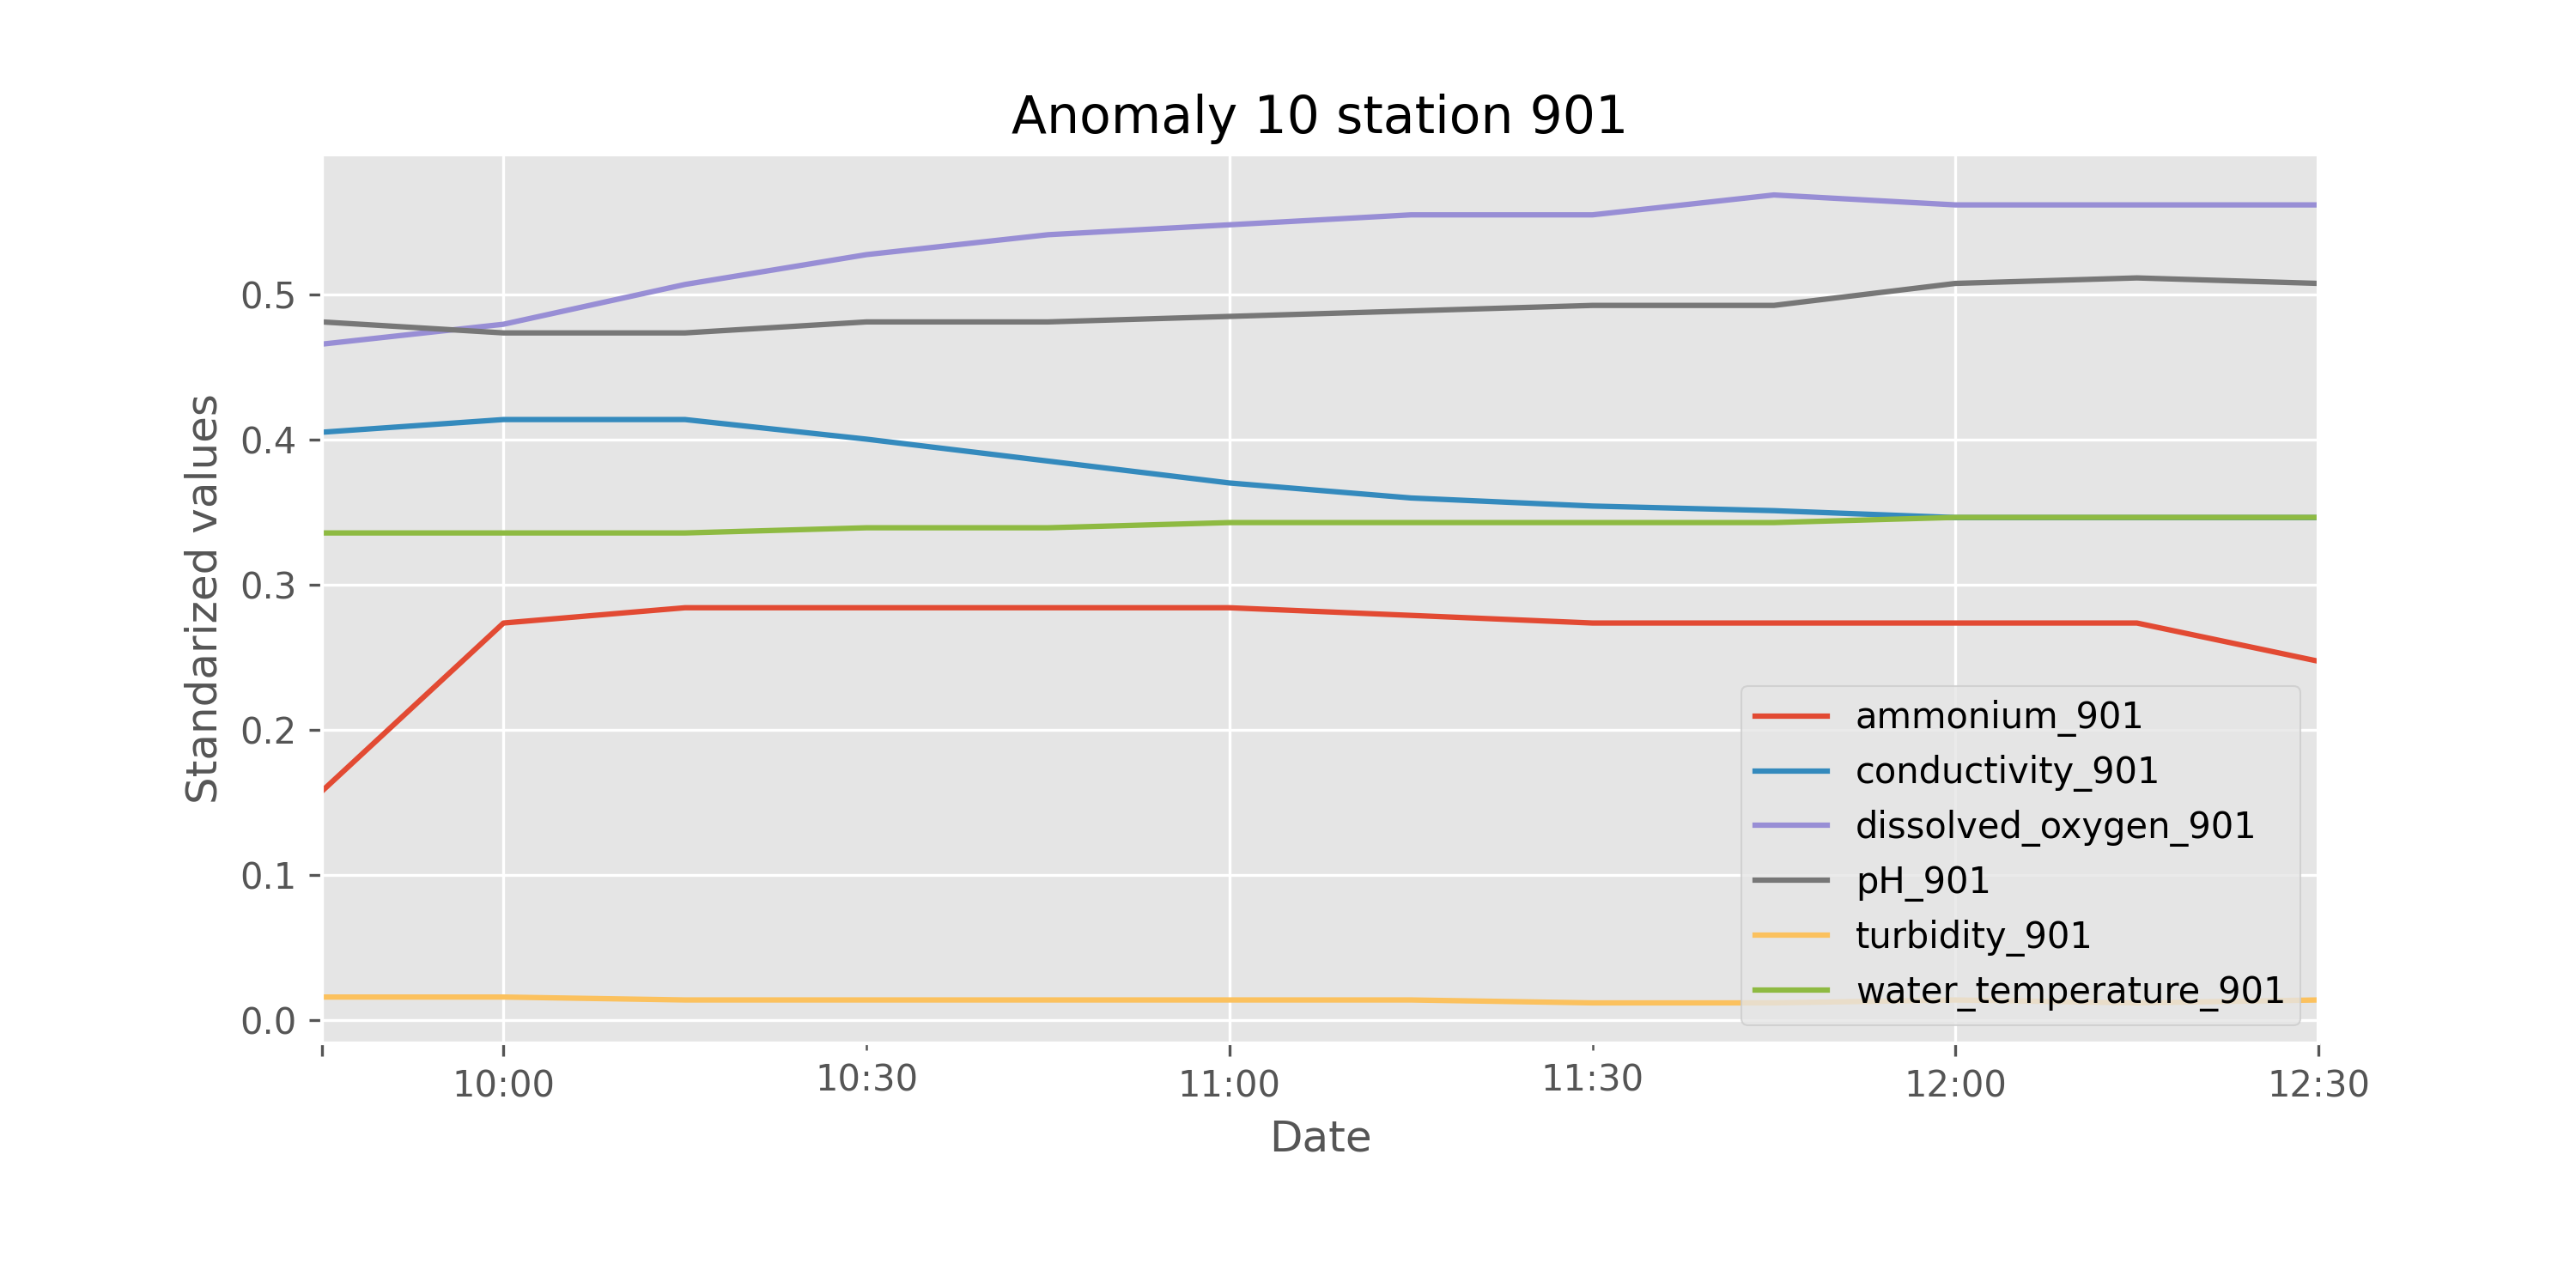 Anomaly 10 station 901
Standarized values
0.5
0.4
0.3
0.2
0.1
0.0
ammonium_901
conductivity_901
dissolved_oxygen_901
pH_901
turbidity_901
water_temperature_901
10:00 10:30 11:00 11:30 12:00 12:30
Date